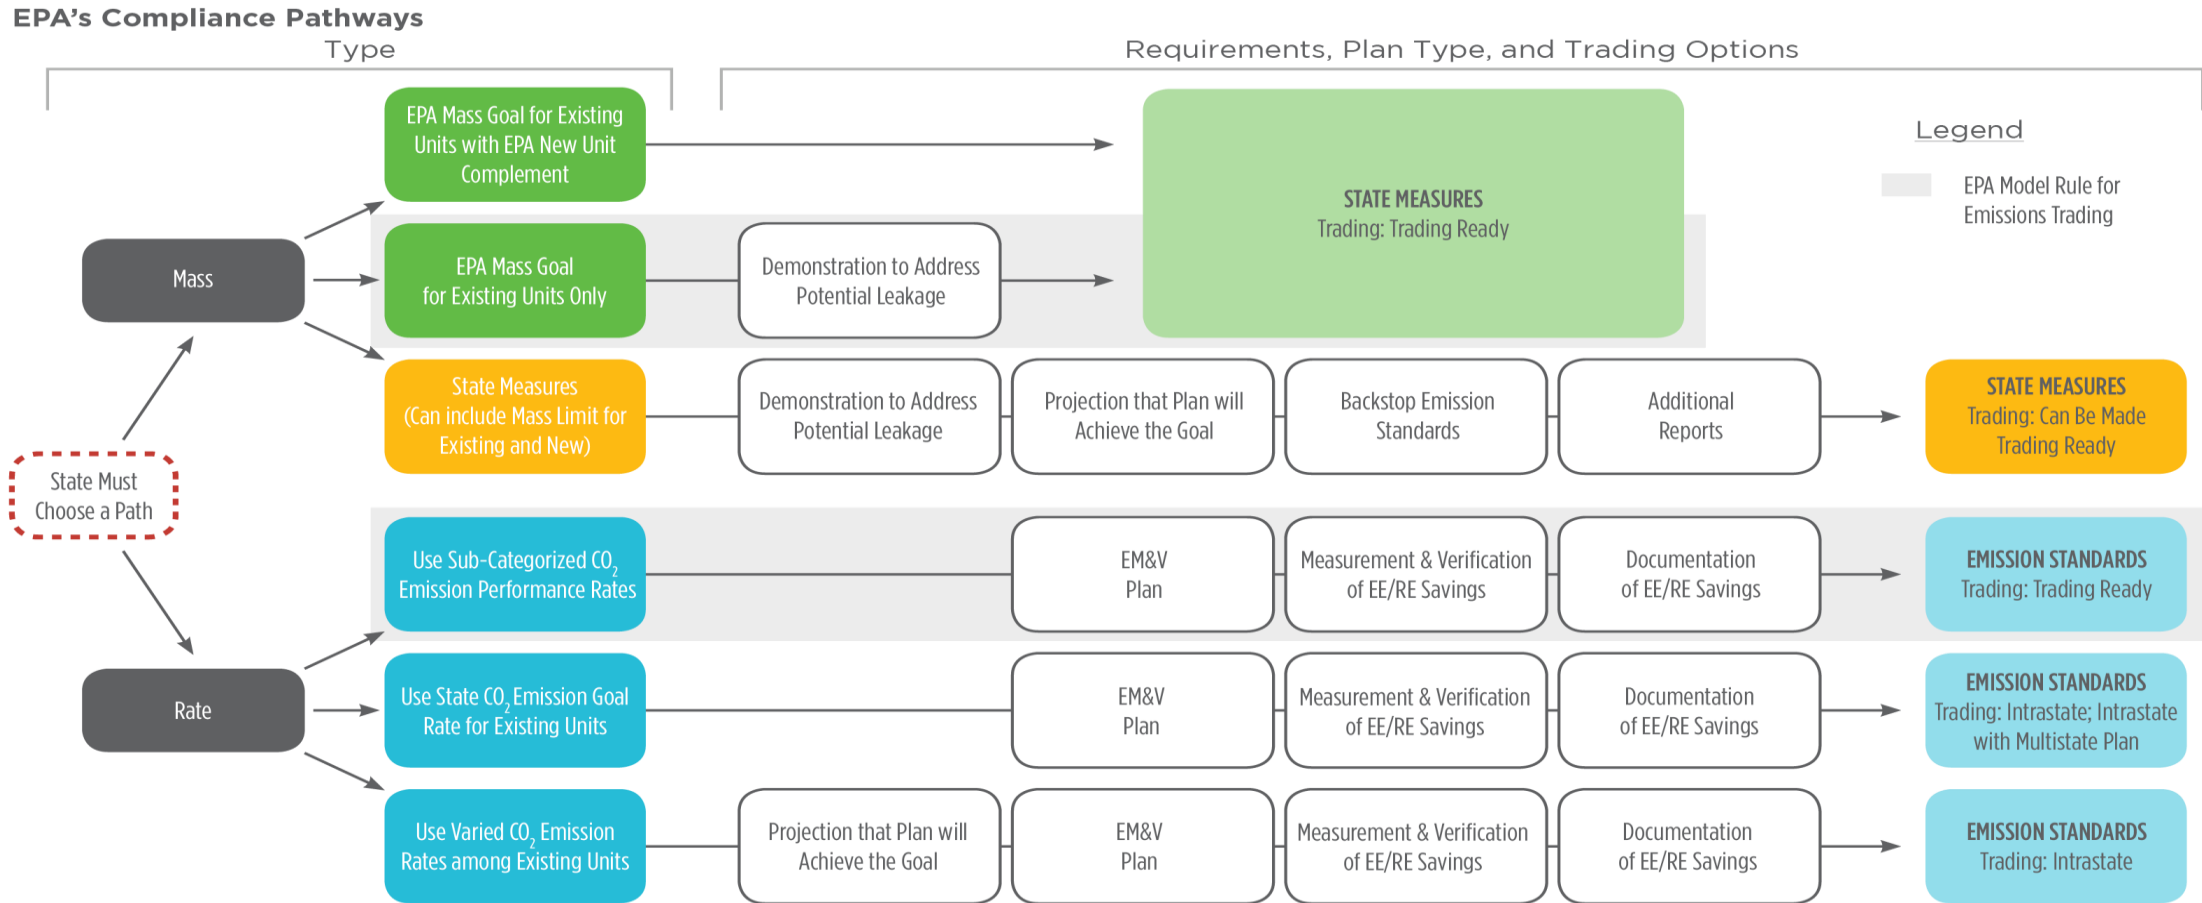 EPA's Compliance Pathways
Type
Requirements, Plan Type, and Trading Options
EPA Mass Goal for Existing
Units with EPA New Unit
Complement
STATE MEASURES
Trading: Trading Ready
Legend
EPA Model Rule for
Emissions Trading
Mass
EPA Mass Goal
for Existing Units Only
Demonstration to Address
Potential Leakage
State Measures
(Can include Mass Limit for
Existing and New)
Demonstration to Address
Potential Leakage
Projection that Plan will
Achieve the Goal
Backstop Emission
Standards
Additional
Reports
STATE MEASURES
Trading: Can Be Made
Trading Ready
State Must
Choose a Path
Use Sub-Categorized CO₂
Emission Performance Rates
EM&V
Plan
Measurement & Verification
of EE/RE Savings
Documentation
of EE/RE Savings
EMISSION STANDARDS
Trading: Trading Ready
Rate
Use State CO₂ Emission Goal
Rate for Existing Units
EM&V
Plan
Measurement & Verification
of EE/RE Savings
Documentation
of EE/RE Savings
EMISSION STANDARDS
Trading: Intrastate; Intrastate
with Multistate Plan
Use Varied CO₂ Emission
Rates among Existing Units
Projection that Plan will
Achieve the Goal
EM&V
Plan
Measurement & Verification
of EE/RE Savings
Documentation
of EE/RE Savings
EMISSION STANDARDS
Trading: Intrastate